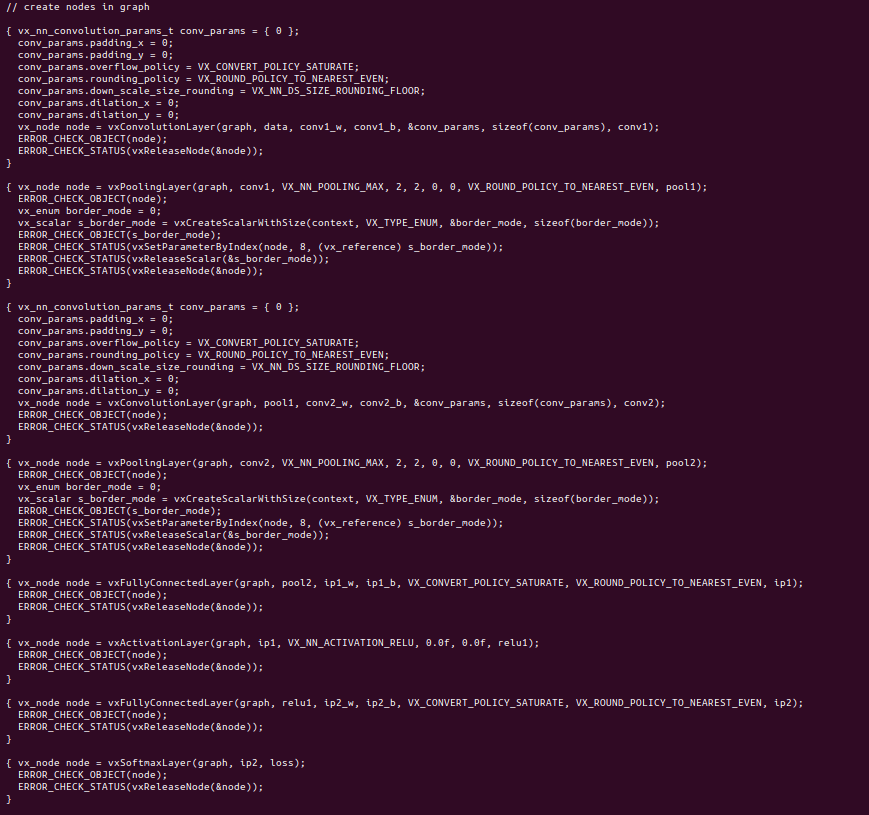 // create nodes in graph
{ vx_nn_convolution_params_t conv_params = { 0 };
conv_params.padding_x = 0;
conv_params.padding_y = 0;
conv_params.overflow_policy = VX_CONVERT_POLICY_SATURATE;
conv_params.rounding_policy = VX_ROUND_POLICY_TO_NEAREST_EVEN;
conv_params.down_scale_size_rounding = VX_NN_DS_SIZE_ROUNDING_FLOOR;
conv_params.dilation_x = 0;
conv_params.dilation_y = 0;
vx_node node = vxConvolutionLayer(graph, data, conv1_w, conv1_b, &conv_params, sizeof(conv_params), conv1);
ERROR_CHECK_OBJECT(node);
ERROR_CHECK_STATUS(vxReleaseNode(&node));
}
{ vx_node node = vxPoolingLayer(graph, conv1, VX_NN_POOLING_MAX, 2, 2, 0, 0, VX_ROUND_POLICY_TO_NEAREST_EVEN, pool1);
ERROR_CHECK_OBJECT(node);
vx_enum border_mode = 0;
vx_scalar s_border_mode = vxCreateScalarWithSize(context, VX_TYPE_ENUM, &border_mode, sizeof(border_mode));
ERROR_CHECK_OBJECT(s_border_mode);
ERROR_CHECK_STATUS(vxSetParameterByIndex(node, 8, (vx_reference) s_border_mode));
ERROR_CHECK_STATUS(vxReleaseScalar(&s_border_mode));
ERROR_CHECK_STATUS(vxReleaseNode(&node));
}
{ vx_nn_convolution_params_t conv_params = { 0 };
conv_params.padding_x = 0;
conv_params.padding_y = 0;
conv_params.overflow_policy = VX_CONVERT_POLICY_SATURATE;
conv_params.rounding_policy = VX_ROUND_POLICY_TO_NEAREST_EVEN;
conv_params.down_scale_size_rounding = VX_NN_DS_SIZE_ROUNDING_FLOOR;
conv_params.dilation_x = 0;
conv_params.dilation_y = 0;
vx_node node = vxConvolutionLayer(graph, pool1, conv2_w, conv2_b, &conv_params, sizeof(conv_params), conv2);
ERROR_CHECK_OBJECT(node);
ERROR_CHECK_STATUS(vxReleaseNode(&node));
}
{ vx_node node = vxPoolingLayer(graph, conv2, VX_NN_POOLING_MAX, 2, 2, 0, 0, VX_ROUND_POLICY_TO_NEAREST_EVEN, pool2);
ERROR_CHECK_OBJECT(node);
vx_enum border_mode = 0;
vx_scalar s_border_mode = vxCreateScalarWithSize(context, VX_TYPE_ENUM, &border_mode, sizeof(border_mode));
ERROR_CHECK_OBJECT(s_border_mode);
ERROR_CHECK_STATUS(vxSetParameterByIndex(node, 8, (vx_reference) s_border_mode));
ERROR_CHECK_STATUS(vxReleaseScalar(&s_border_mode));
ERROR_CHECK_STATUS(vxReleaseNode(&node));
}
{ vx_node node = vxFullyConnectedLayer(graph, pool2, ip1_w, ip1_b, VX_CONVERT_POLICY_SATURATE, VX_ROUND_POLICY_TO_NEAREST_EVEN, ip1);
ERROR_CHECK_OBJECT(node);
ERROR_CHECK_STATUS(vxReleaseNode(&node));
}
{ vx_node node = vxActivationLayer(graph, ip1, VX_NN_ACTIVATION_RELU, 0.0f, 0.0f, relu1);
ERROR_CHECK_OBJECT(node);
ERROR_CHECK_STATUS(vxReleaseNode(&node));
}
{ vx_node node = vxFullyConnectedLayer(graph, relu1, ip2_w, ip2_b, VX_CONVERT_POLICY_SATURATE, VX_ROUND_POLICY_TO_NEAREST_EVEN, ip2);
ERROR_CHECK_OBJECT(node);
ERROR_CHECK_STATUS(vxReleaseNode(&node));
}
{ vx_node node = vxSoftmaxLayer(graph, ip2, loss);
ERROR_CHECK_OBJECT(node);
ERROR_CHECK_STATUS(vxReleaseNode(&node));
}